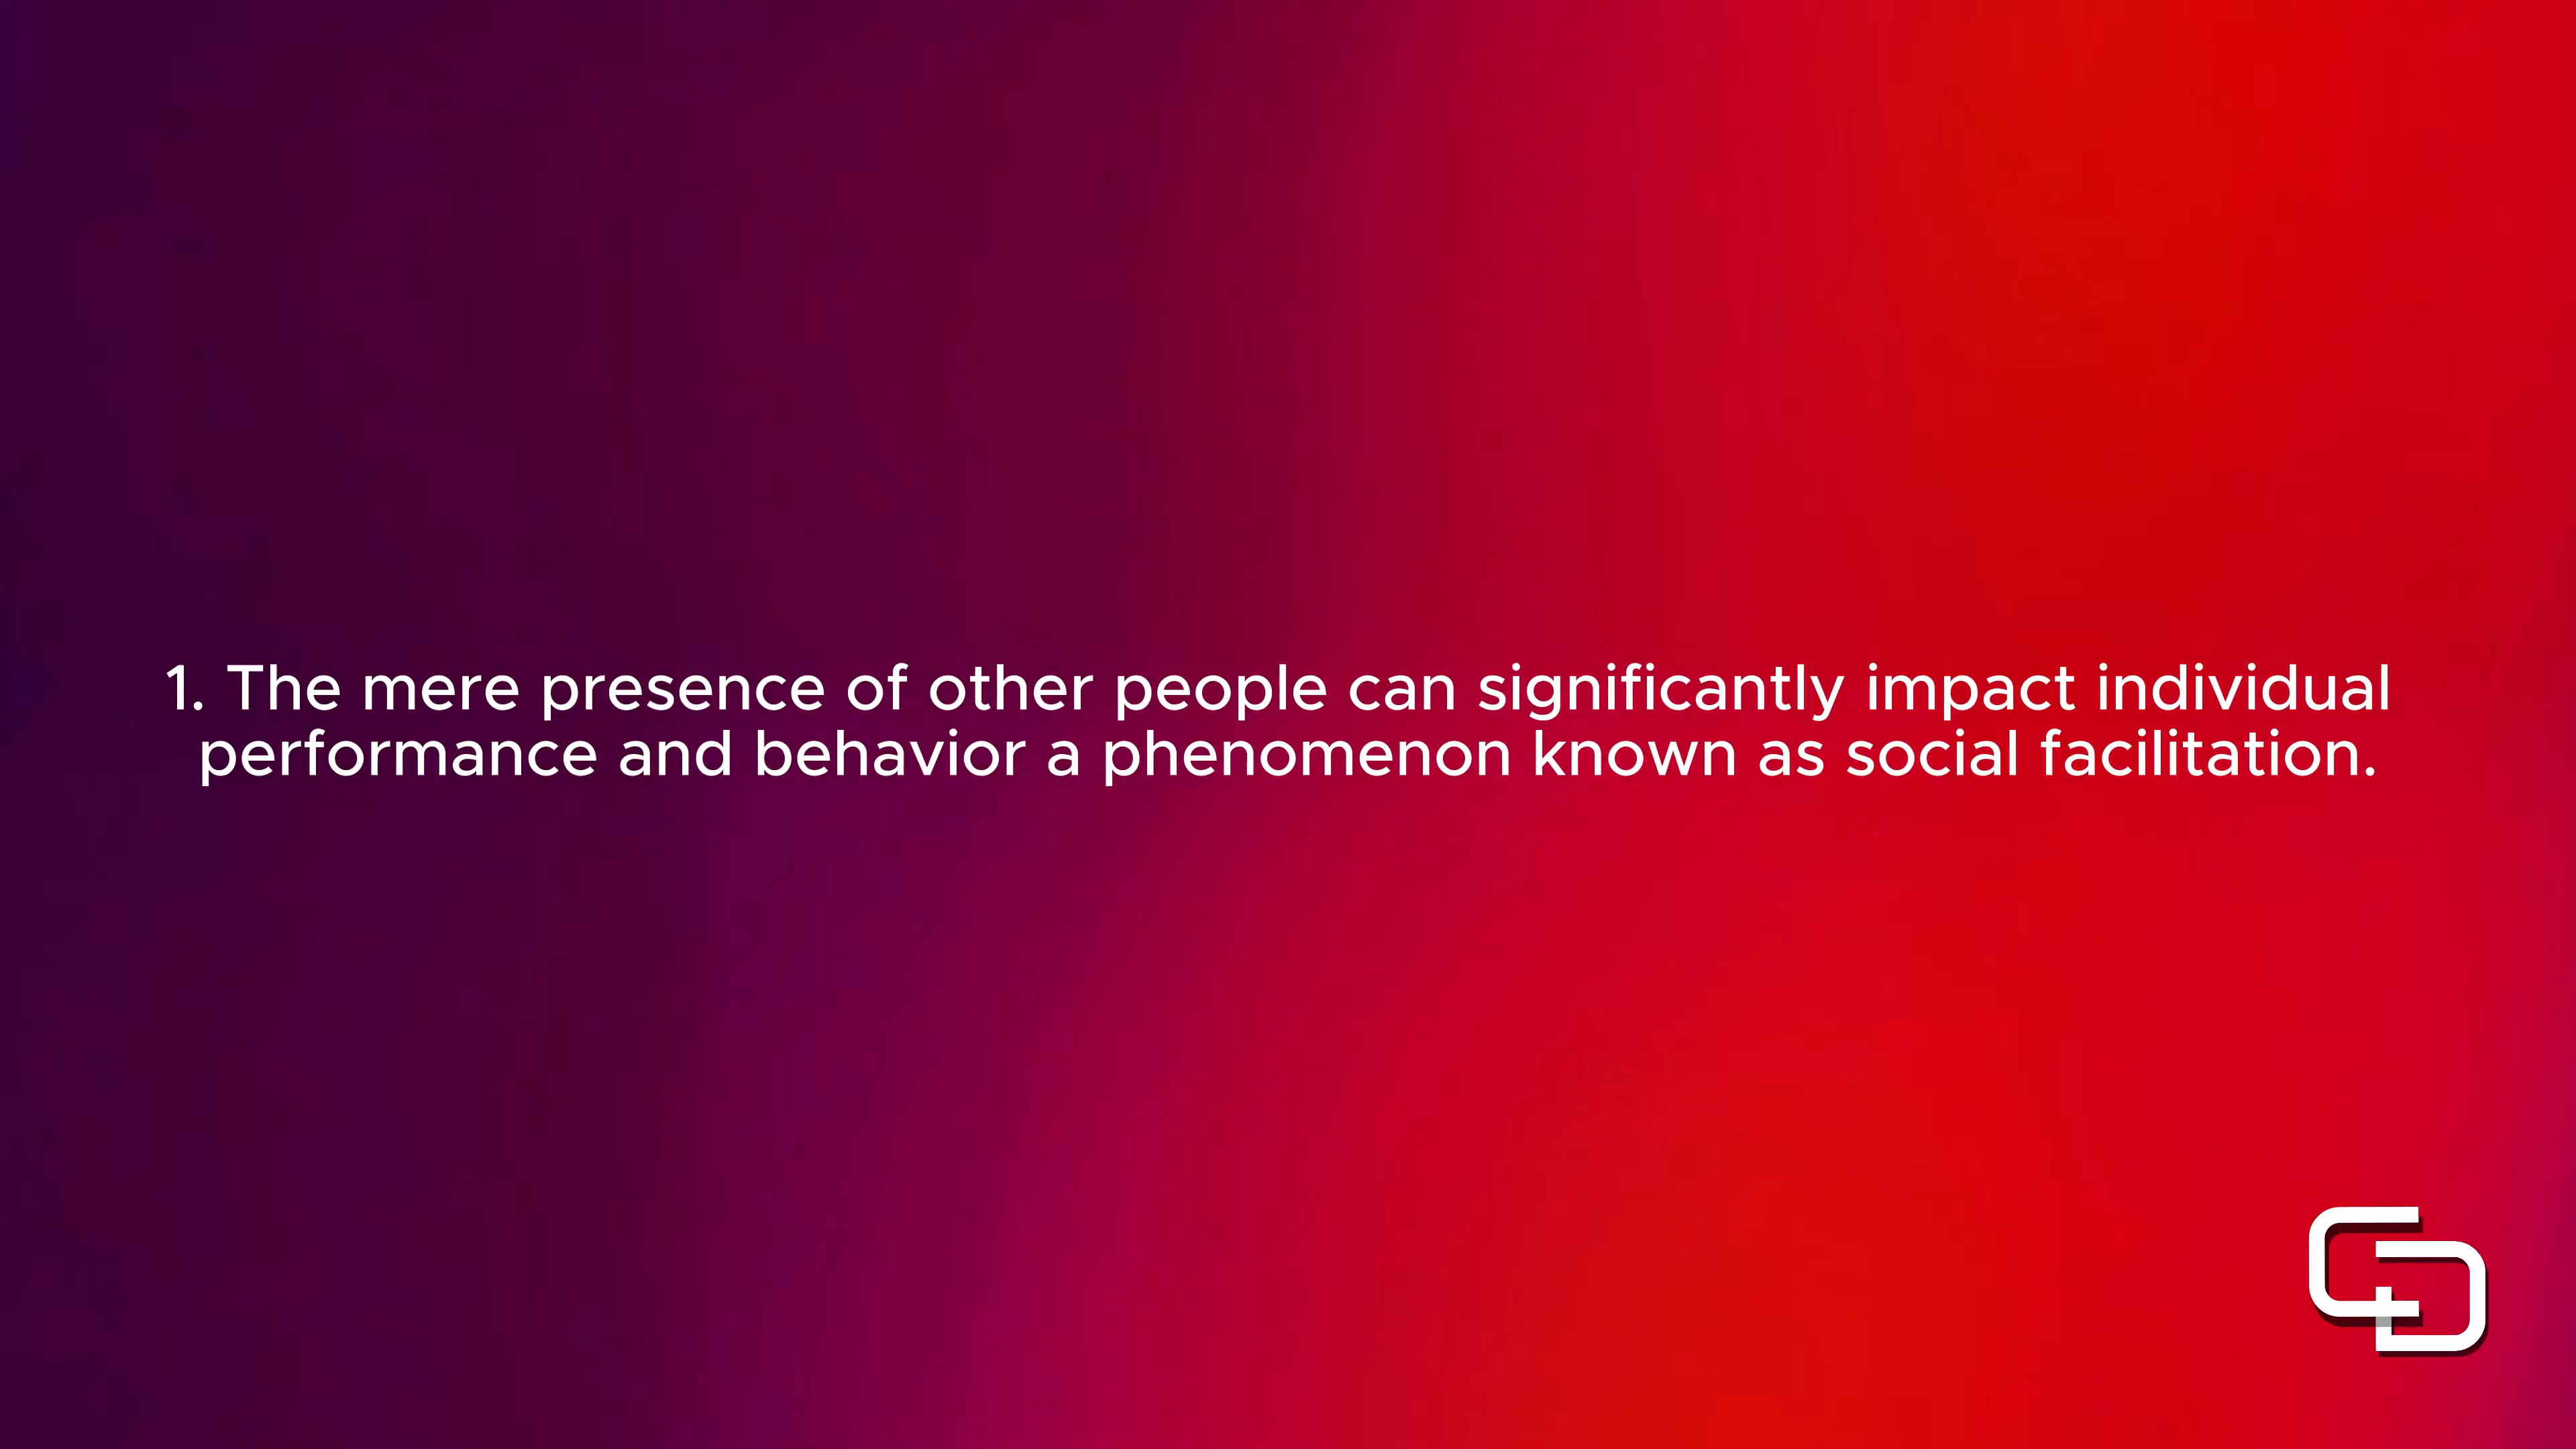 1. The mere presence of other people can significantly impact individual
performance and behavior a phenomenon known as social facilitation.
CD